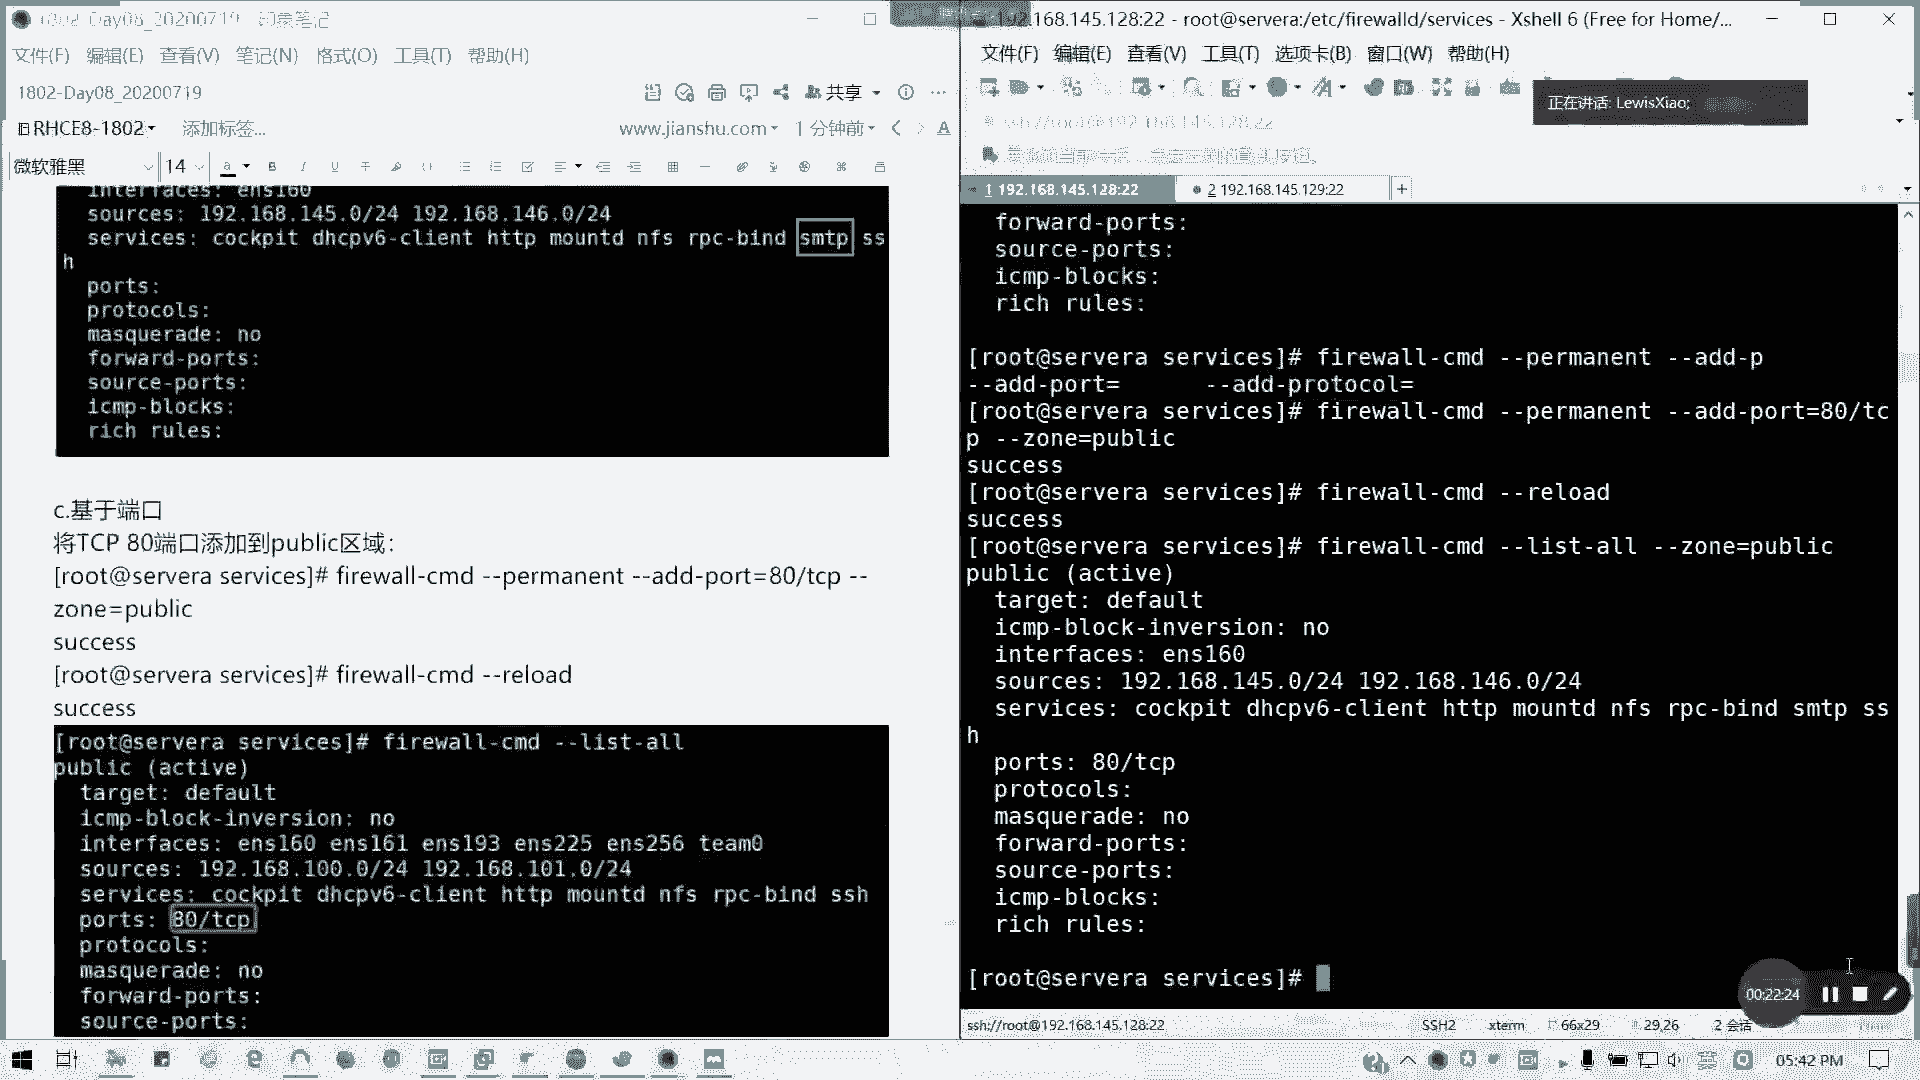 1802_Day08_20200719 - 印象笔记
文件(F) 编辑(E) 查看(V) 笔记(N) 格式(O) 工具(T) 帮助(H)
1802-Day08_20200719
共享
RHCE8-1802
添加标签...
www.jianshu.com
1 分钟前
微软雅黑
14
interfaces: ens160
sources: 192.168.145.0/24 192.168.146.0/24
services: cockpit dhcpv6-client http mountd nfs rpc-bind smtp ss
h
ports:
protocols:
masquerade: no
forward-ports:
source-ports:
icmp-blocks:
rich rules:
c.基于端口
将TCP 80端口添加到public区域：
[root@servera services]# firewall-cmd --permanent --add-port=80/tcp --
zone=public
success
[root@servera services]# firewall-cmd --reload
success
[root@servera services]# firewall-cmd --list-all
public (active)
target: default
icmp-block-inversion: no
interfaces: ens160 ens161 ens193 ens225 ens256 team0
sources: 192.168.100.0/24 192.168.101.0/24
services: cockpit dhcpv6-client http mountd nfs rpc-bind ssh
ports: 80/tcp
protocols:
masquerade: no
forward-ports:
source-ports:
192.168.145.128:22 - root@servera:/etc/firewalld/services - Xshell 6 (Free for Home/...
文件(F) 编辑(E) 查看(V) 工具(T) 选项卡(B) 窗口(W) 帮助(H)
正在讲话: LewisXiao;
ssh://root@192.168.145.128:22
1 192.168.145.128:22
2 192.168.145.129:22
forward-ports:
source-ports:
icmp-blocks:
rich rules:
[root@servera services]# firewall-cmd --permanent --add-p
--add-port= --add-protocol=
[root@servera services]# firewall-cmd --permanent --add-port=80/tc
p --zone=public
success
[root@servera services]# firewall-cmd --reload
success
[root@servera services]# firewall-cmd --list-all --zone=public
public (active)
target: default
icmp-block-inversion: no
interfaces: ens160
sources: 192.168.145.0/24 192.168.146.0/24
services: cockpit dhcpv6-client http mountd nfs rpc-bind smtp ss
h
ports: 80/tcp
protocols:
masquerade: no
forward-ports:
source-ports:
icmp-blocks:
rich rules:
[root@servera services]#
00:22:24
ssh://root@192.168.145.128:22
SSH2
xterm
66x29
29,26
2 会话
英
05:42 PM